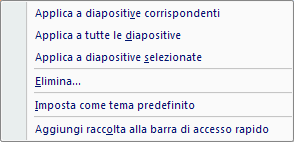 Applica a diapositive corrispondenti
Applica a tutte le diapositive
Applica a diapositive selezionate
Elimina...
Imposta come tema predefinito
Aggiungi raccolta alla barra di accesso rapido